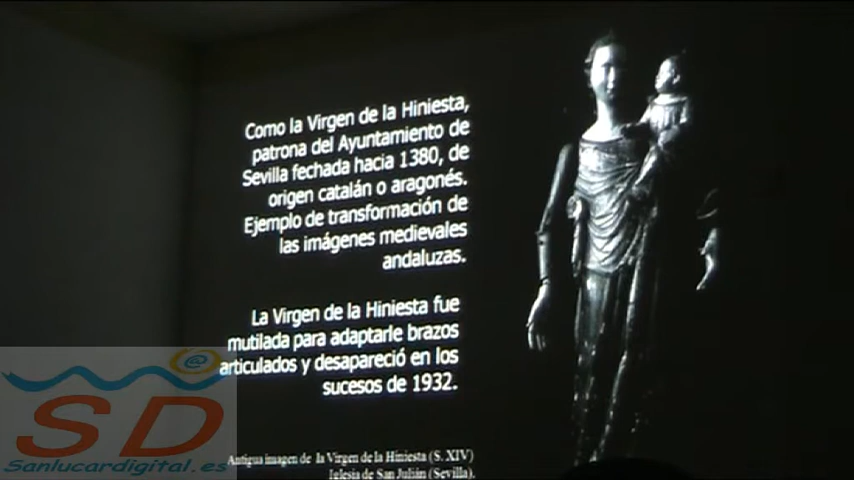 Como la Virgen de la Hiniesta,
patrona del Ayuntamiento de
Sevilla fechada hacia 1380, de
origen catalán o aragonés.
Ejemplo de transformación de
las imágenes medievales
andaluzas.
La Virgen de la Hiniesta fue
mutilada para adaptarle brazos
articulados y desapareció en los
sucesos de 1932.
Antigua imagen de la Virgen de la Hiniesta (S. XIV)
Iglesia de San Julián (Sevilla).
@
SD
Sanlucardigital.es